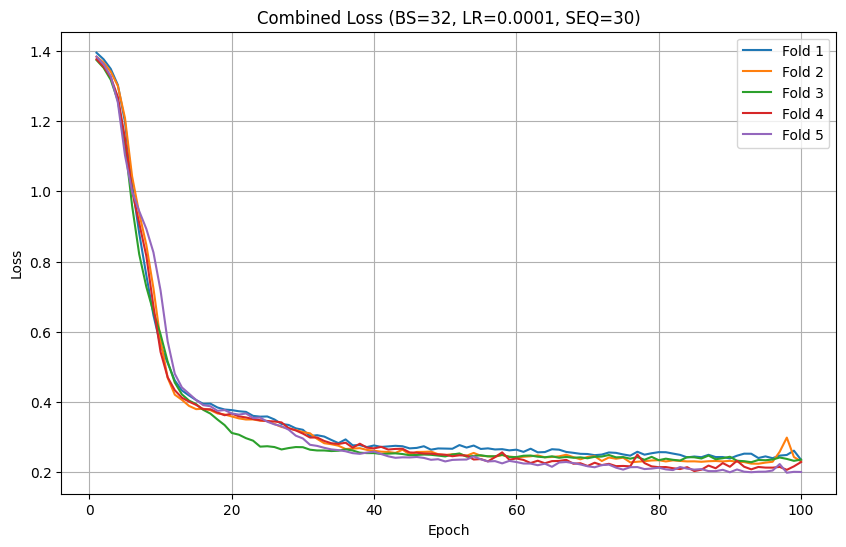 Combined Loss (BS=32, LR=0.0001, SEQ=30)
Fold 1
Fold 2
Fold 3
Fold 4
Fold 5
Loss
1.4
1.2
1.0
0.8
0.6
0.4
0.2
0 20 40 60 80 100
Epoch